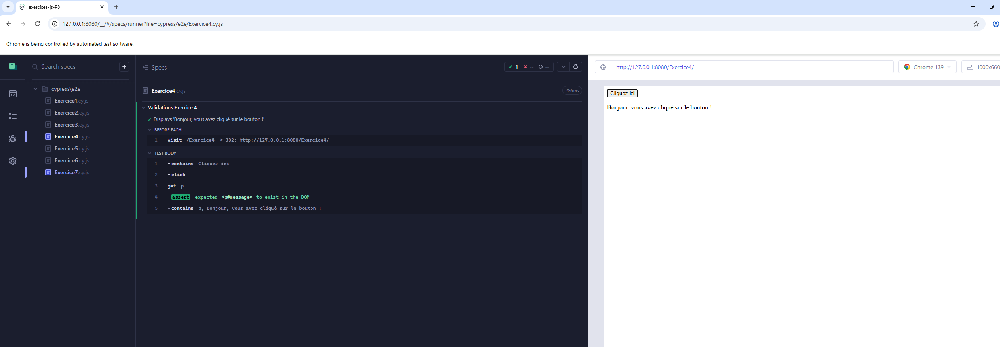 exercices-js-P8
127.0.0.1:8080/__/#/specs/runner?file=cypress/e2e/Exercice4.cy.js
Chrome is being controlled by automated test software.
Search specs
cypress\e2e
Exercice1.cy.js
Exercice2.cy.js
Exercice3.cy.js
Exercice4.cy.js
Exercice5.cy.js
Exercice6.cy.js
Exercice7.cy.js
Specs
1 -- --
Exercice4.cy.js 286ms
Validations Exercice 4:
Displays 'Bonjour, vous avez cliqué sur le bouton !'
BEFORE EACH
1 visit /Exercice4 -> 302: http://127.0.0.1:8080/Exercice4/
TEST BODY
1 -contains Cliquez ici
2 -click
3 get p
4 -assert expected <p#message> to exist in the DOM
5 -contains p, Bonjour, vous avez cliqué sur le bouton !
http://127.0.0.1:8080/Exercice4/
Chrome 139
1000x660
Cliquez ici
Bonjour, vous avez cliqué sur le bouton !